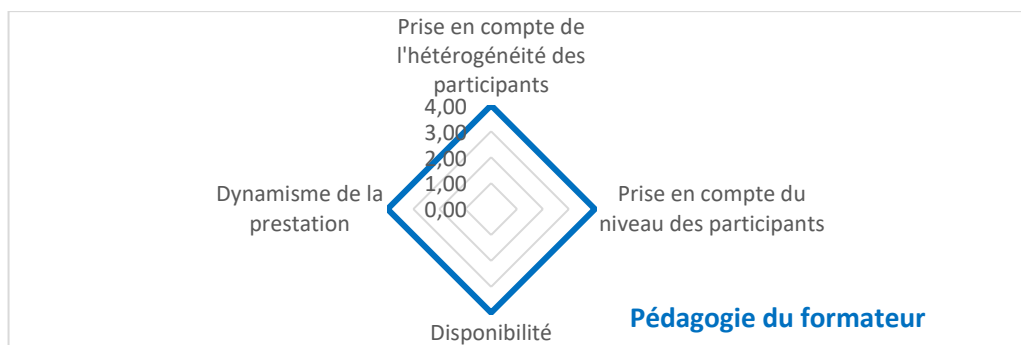 Prise en compte de
l'hétérogénéité des
participants
4,00
3,00
2,00
1,00
0,00
Dynamisme de la
prestation
Prise en compte du
niveau des participants
Disponibilité
Pédagogie du formateur